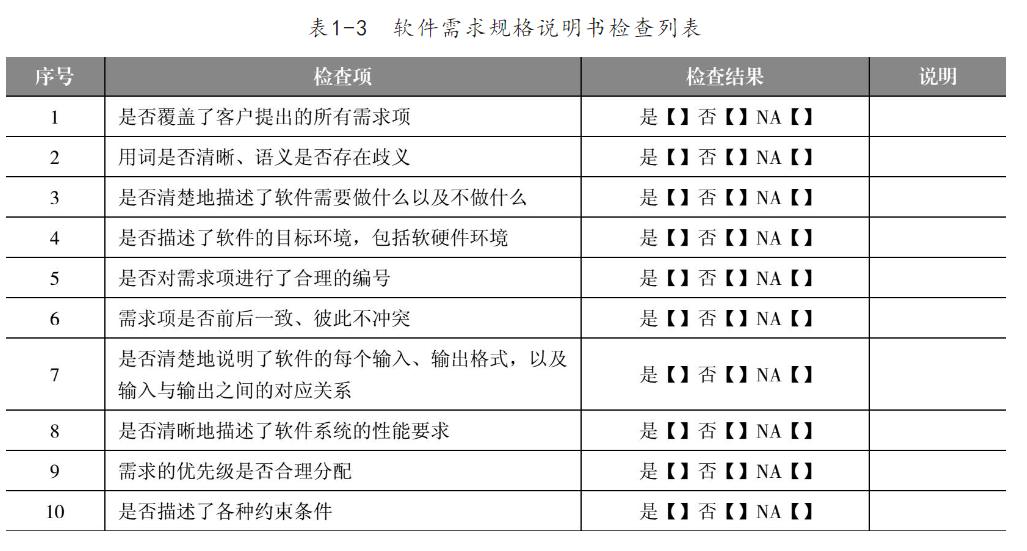 表1-3 软件需求规格说明书检查列表
序号 检查项 检查结果 说明
1 是否覆盖了客户提出的所有需求项 是【】否【】NA【】
2 用词是否清晰、语义是否存在歧义 是【】否【】NA【】
3 是否清楚地描述了软件需要做什么以及不做什么 是【】否【】NA【】
4 是否描述了软件的目标环境，包括软硬件环境 是【】否【】NA【】
5 是否对需求项进行了合理的编号 是【】否【】NA【】
6 需求项是否前后一致、彼此不冲突 是【】否【】NA【】
7 是否清楚地说明了软件的每个输入、输出格式，以及
输入与输出之间的对应关系 是【】否【】NA【】
8 是否清晰地描述了软件系统的性能要求 是【】否【】NA【】
9 需求的优先级是否合理分配 是【】否【】NA【】
10 是否描述了各种约束条件 是【】否【】NA【】